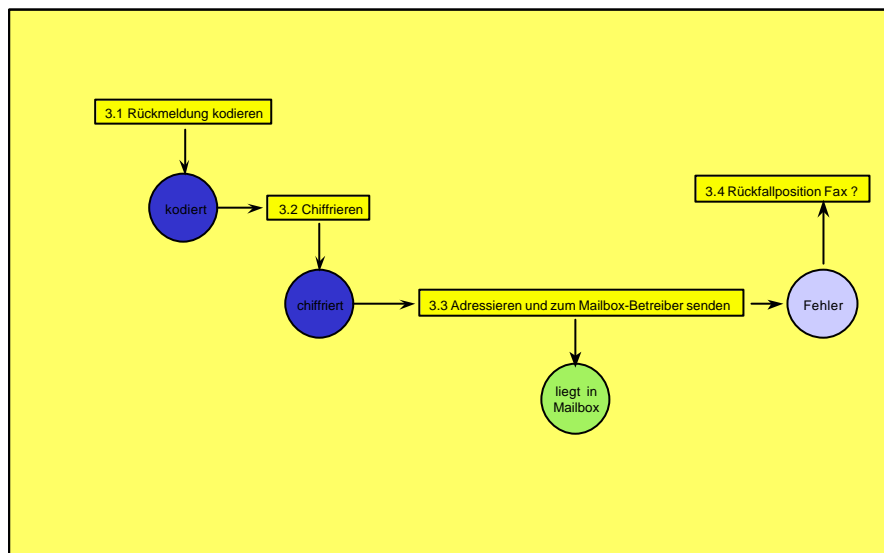 3.1 Rückmeldung kodieren
kodiert
3.2 Chiffrieren
3.4 Rückfallposition Fax ?
chiffriert
3.3 Adressieren und zum Mailbox-Betreiber senden
Fehler
liegt in
Mailbox